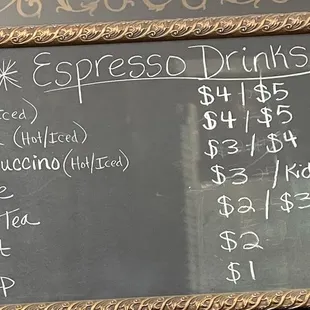 * Espresso Drinks
Iced) $4 | $5
(Hot/Iced) $4 | $5
uccino (Hot/Iced) $3 / $4
e $3 / Kid
Tea $2 / $3
t $2
p $1